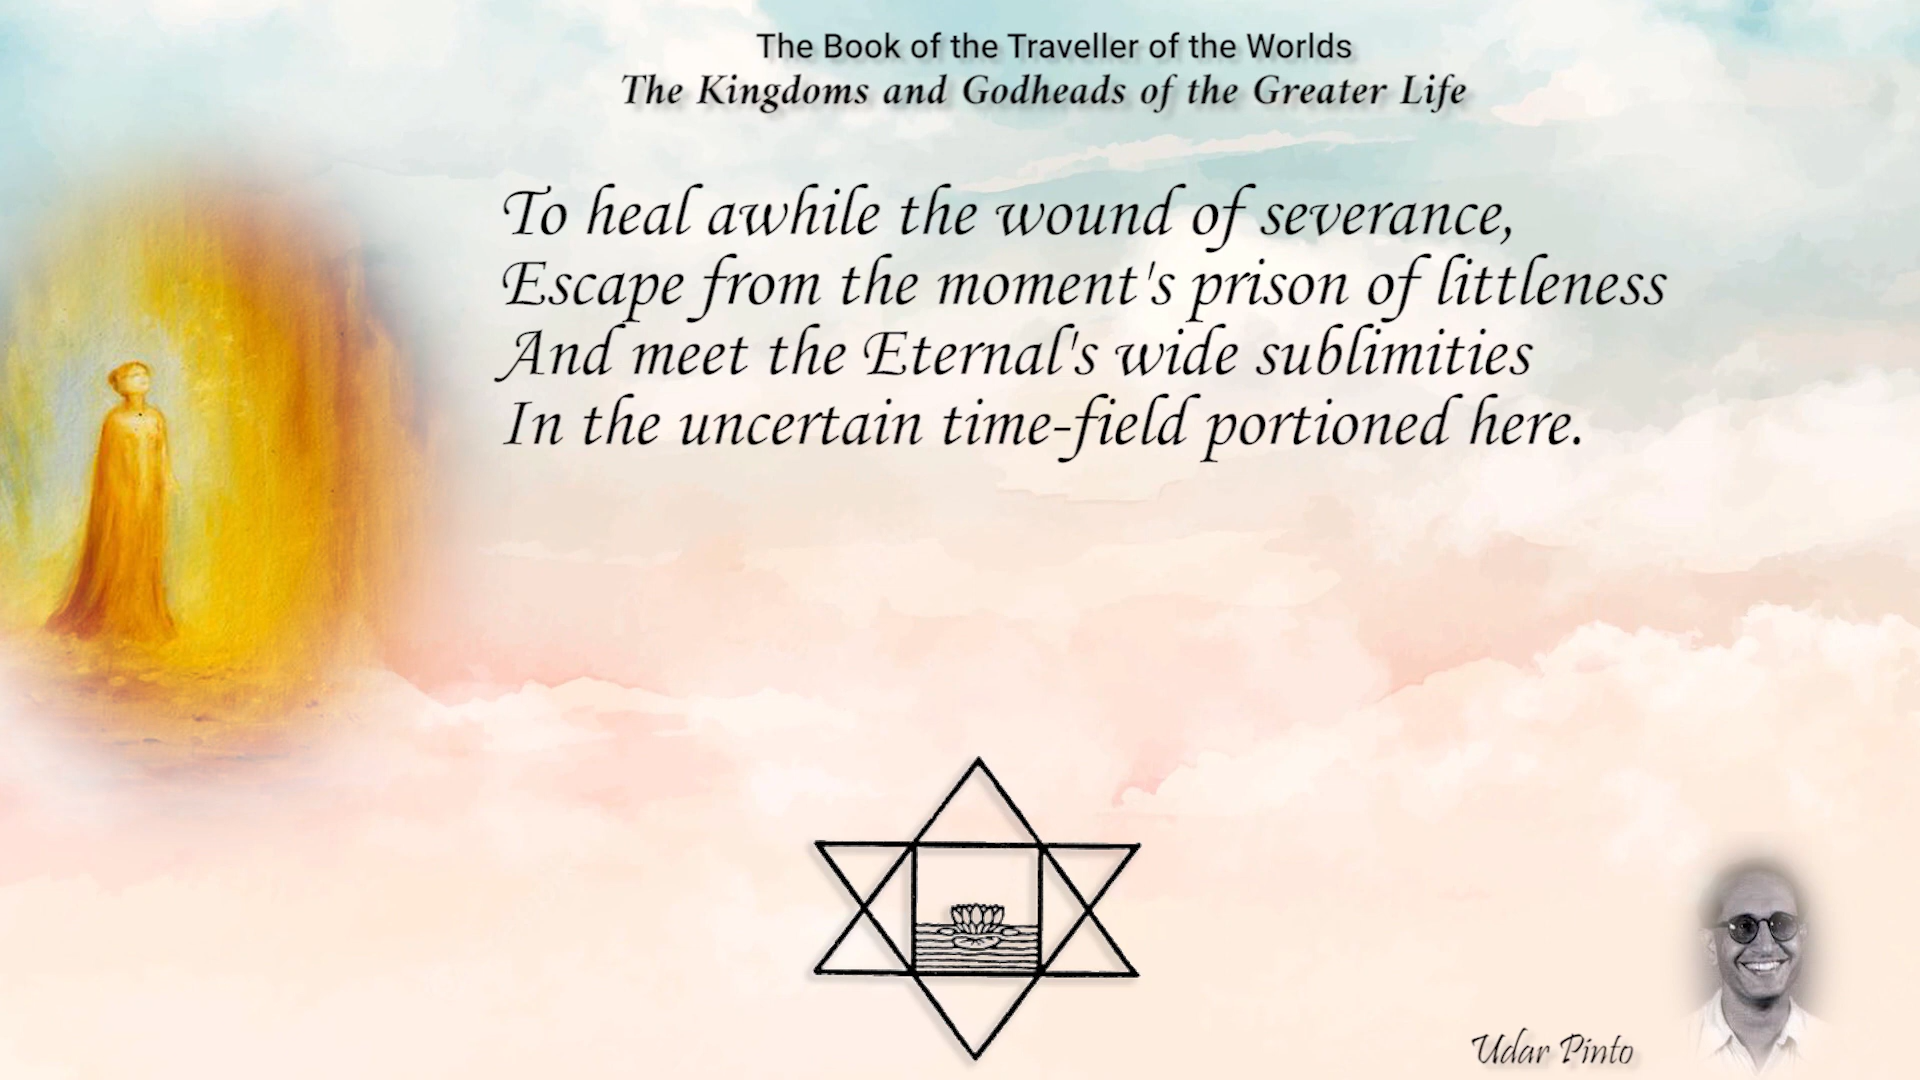 The Book of the Traveller of the Worlds
The Kingdoms and Godheads of the Greater Life
To heal awhile the wound of severance,
Escape from the moment's prison of littleness
And meet the Eternal's wide sublimities
In the uncertain time-field portioned here.
Udar Pinto